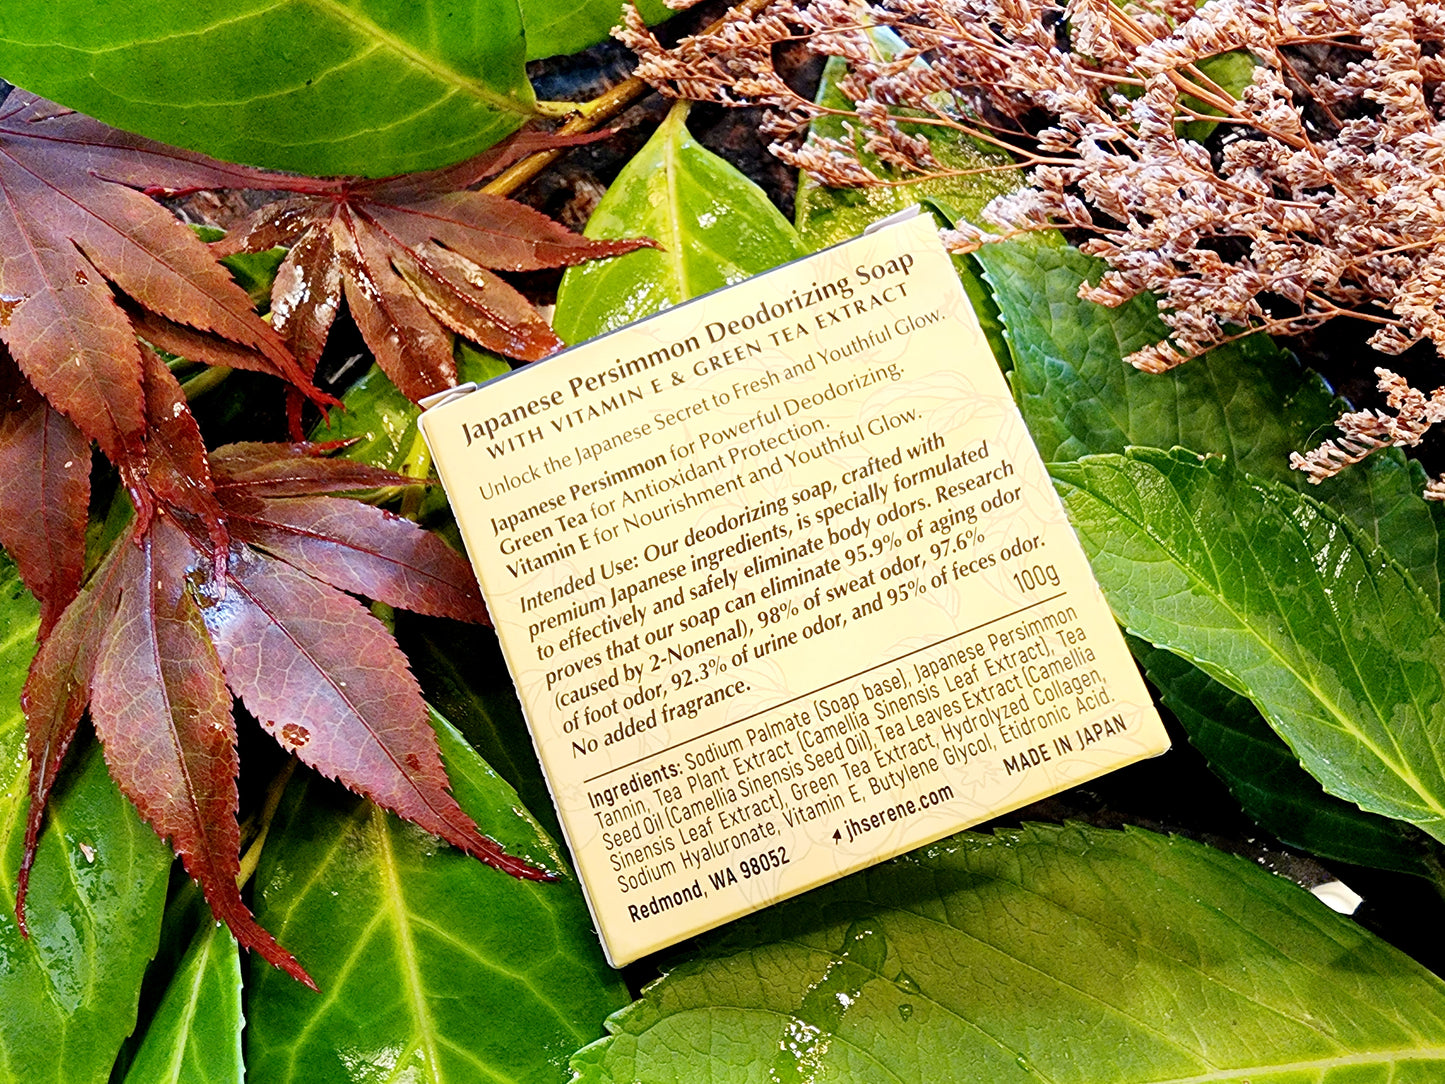 Japanese Persimmon Deodorizing Soap
WITH VITAMIN E & GREEN TEA EXTRACT
Unlock the Japanese Secret to Fresh and Youthful Glow.
Japanese Persimmon for Powerful Deodorizing.
Green Tea for Antioxidant Protection.
Vitamin E for Nourishment and Youthful Glow.
Intended Use: Our deodorizing soap, crafted with
premium Japanese ingredients, is specially formulated
to effectively and safely eliminate body odors. Research
proves that our soap can eliminate 95.9% of aging odor
(caused by 2-Nonenal), 98% of sweat odor, 97.6%
of foot odor, 92.3% of urine odor, and 95% of feces odor.
No added fragrance.
100g
Ingredients: Sodium Palmate (Soap base), Japanese Persimmon
Tannin, Tea Plant Extract (Camellia Sinensis Leaf Extract), Tea
Seed Oil (Camellia Sinensis Seed Oil), Tea Leaves Extract (Camellia
Sinensis Leaf Extract), Green Tea Extract, Hydrolyzed Collagen,
Sodium Hyaluronate, Vitamin E, Butylene Glycol, Etidronic Acid.
Redmond, WA 98052
jhserene.com
MADE IN JAPAN